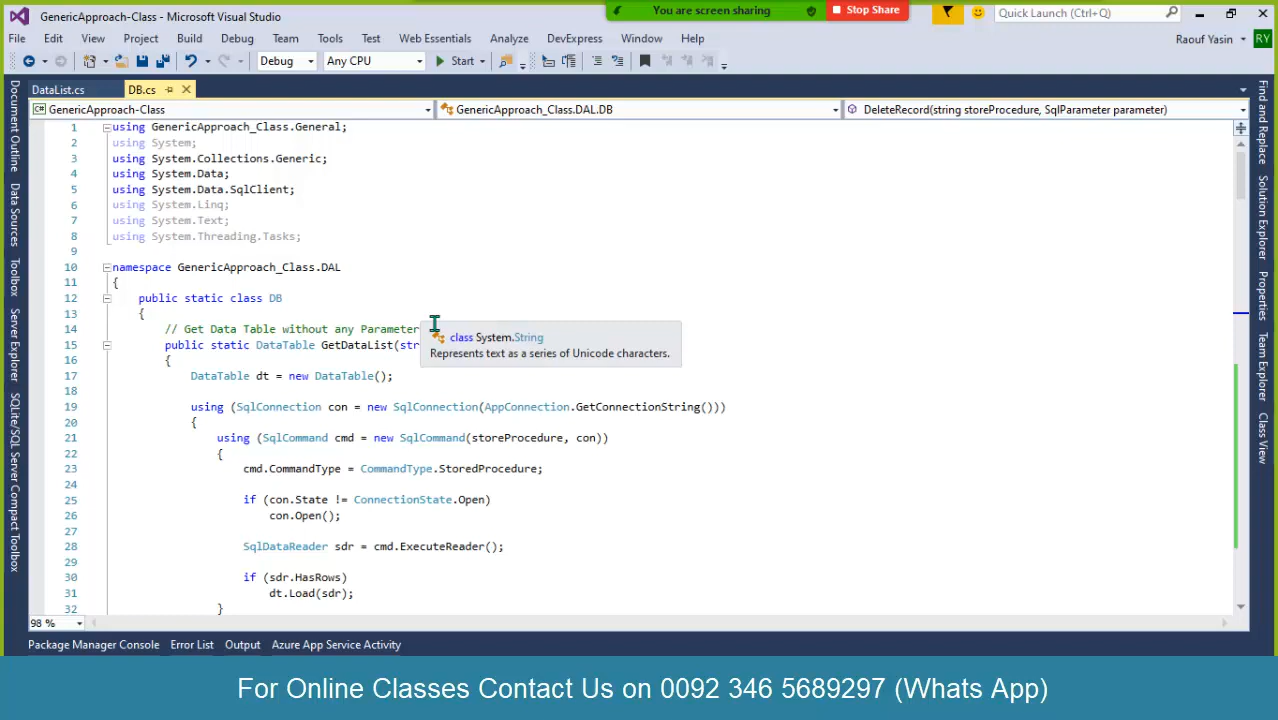 GenericApproach-Class - Microsoft Visual Studio
You are screen sharing
Stop Share
Quick Launch (Ctrl+Q)
File Edit View Project Build Debug Team Tools Test Web Essentials Analyze DevExpress Window Help
Raouf Yasin RY
Debug Any CPU Start
DataList.cs DB.cs
GenericApproach-Class GenericApproach_Class.DAL.DB DeleteRecord(string storeProcedure, SqlParameter parameter)
Document Outline
Data Sources
Toolbox
Server Explorer
SQLite/SQL Server Compact Toolbox
1 using GenericApproach_Class.General;
2 using System;
3 using System.Collections.Generic;
4 using System.Data;
5 using System.Data.SqlClient;
6 using System.Linq;
7 using System.Text;
8 using System.Threading.Tasks;
9
10 namespace GenericApproach_Class.DAL
11 {
12 public static class DB
13 {
14 // Get Data Table without any Parameter
15 public static DataTable GetDataList(str
class System.String
Represents text as a series of Unicode characters.
16 {
17 DataTable dt = new DataTable();
18
19 using (SqlConnection con = new SqlConnection(AppConnection.GetConnectionString()))
20 {
21 using (SqlCommand cmd = new SqlCommand(storeProcedure, con))
22 {
23 cmd.CommandType = CommandType.StoredProcedure;
24
25 if (con.State != ConnectionState.Open)
26 con.Open();
27
28 SqlDataReader sdr = cmd.ExecuteReader();
29
30 if (sdr.HasRows)
31 dt.Load(sdr);
32 }
Find and Replace
Solution Explorer
Properties
Team Explorer
Class View
98 %
Package Manager Console Error List Output Azure App Service Activity
For Online Classes Contact Us on 0092 346 5689297 (Whats App)